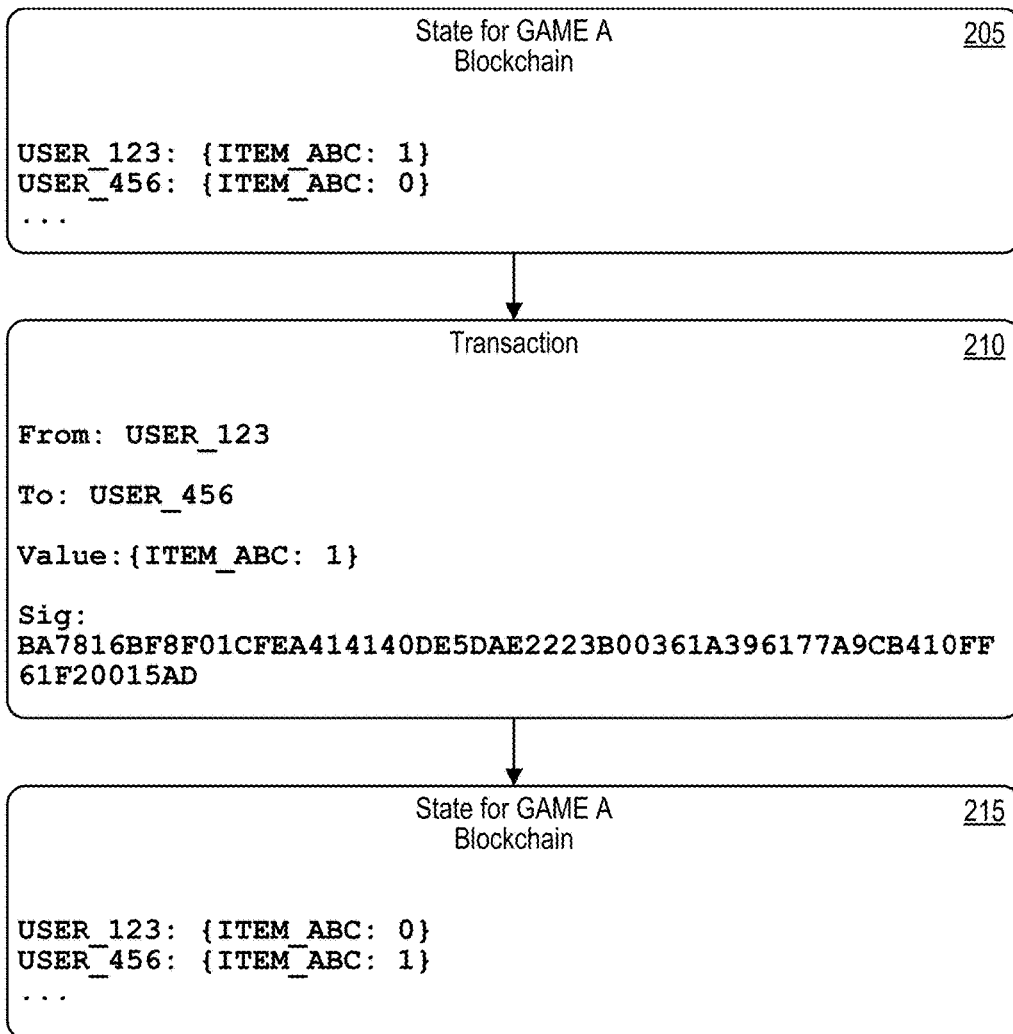 State for GAME A 205
Blockchain
USER_123: {ITEM_ABC: 1}
USER_456: {ITEM_ABC: 0}
...
Transaction 210
From: USER_123
To: USER_456
Value:{ITEM_ABC: 1}
Sig:
BA7816BF8F01CFEA414140DE5DAE2223B00361A396177A9CB410FF
61F20015AD
State for GAME A 215
Blockchain
USER_123: {ITEM_ABC: 0}
USER_456: {ITEM_ABC: 1}
...